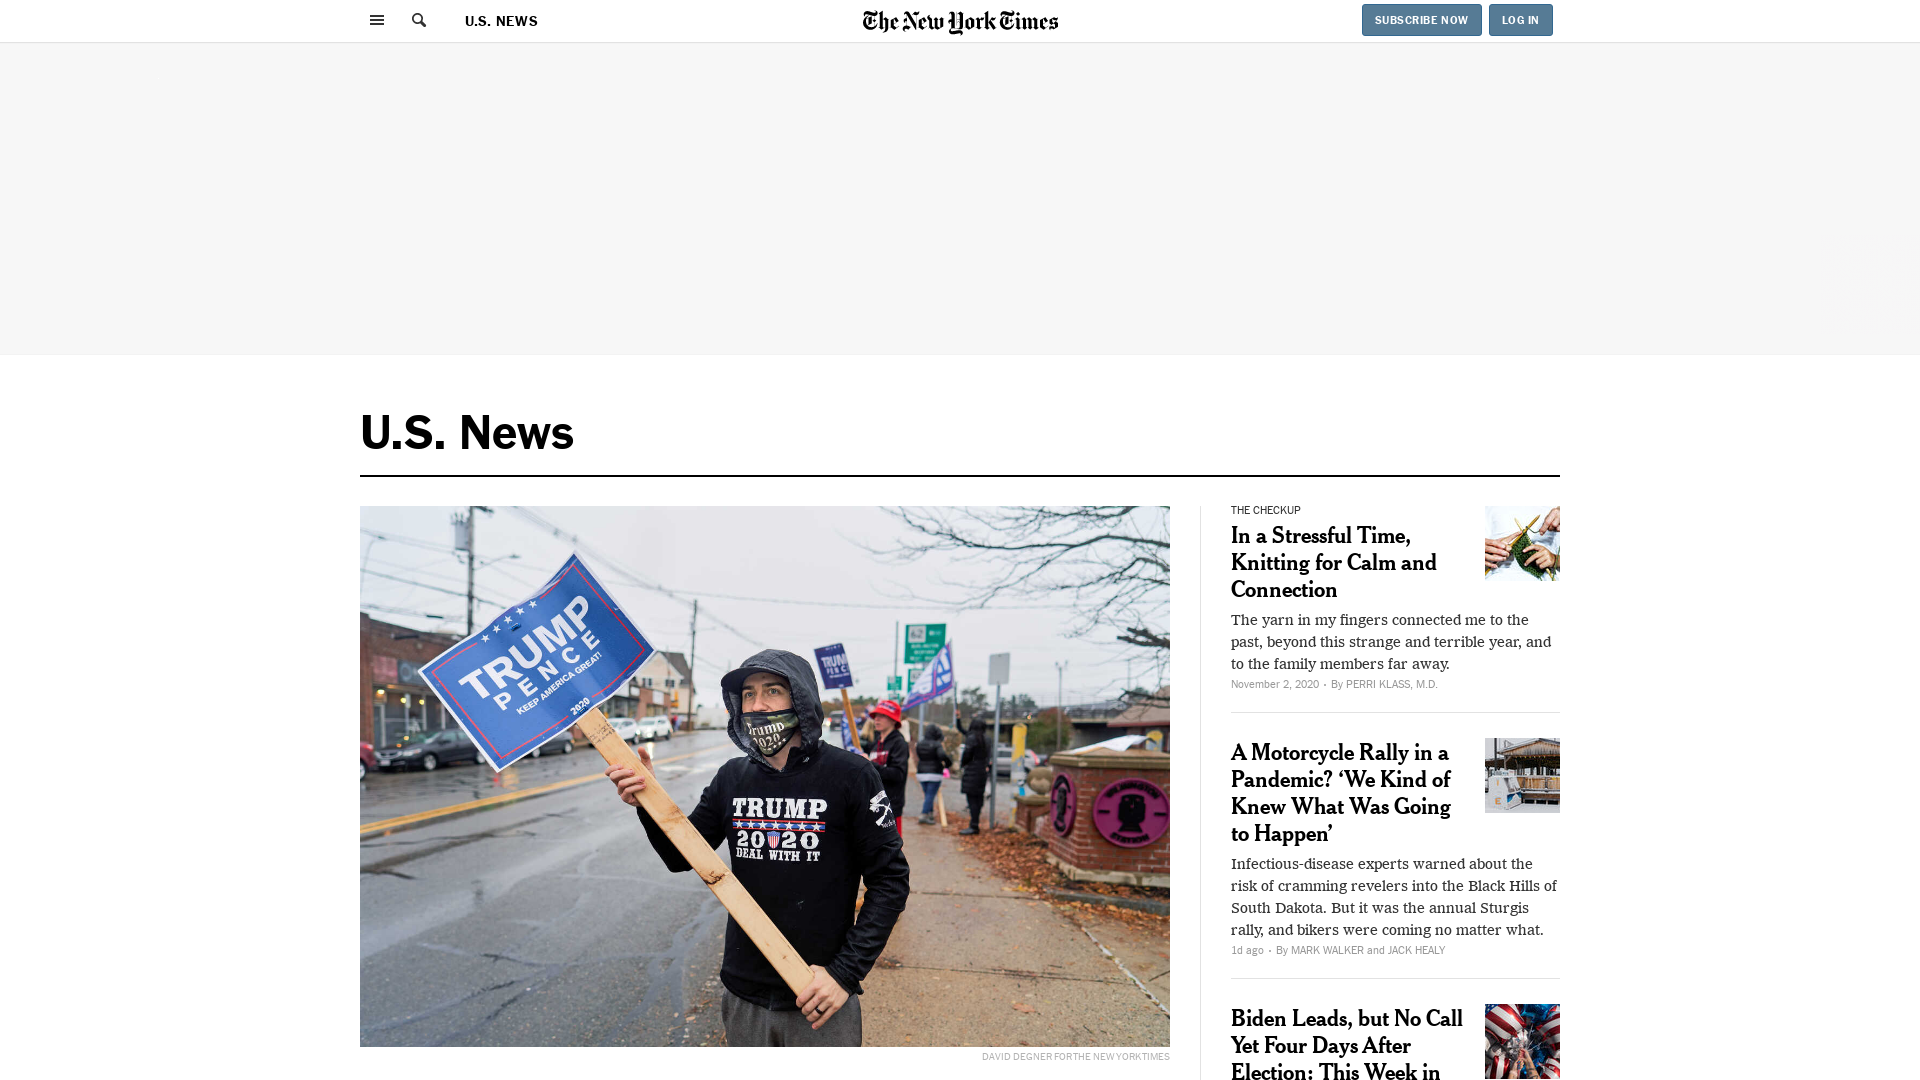 U.S. NEWS
The New York Times
SUBSCRIBE NOW
LOG IN
U.S. News
TRUMP
PENCE
KEEP AMERICA GREAT!
2020
TRUMP
PENCE
62
Trump
2020
TRUMP
2020
DEAL WITH IT
DAVID DEGNER FOR THE NEW YORK TIMES
THE CHECKUP
In a Stressful Time,
Knitting for Calm and
Connection
The yarn in my fingers connected me to the
past, beyond this strange and terrible year, and
to the family members far away.
November 2, 2020 • By PERRI KLASS, M.D.
A Motorcycle Rally in a
Pandemic? ‘We Kind of
Knew What Was Going
to Happen’
Infectious-disease experts warned about the
risk of cramming revelers into the Black Hills of
South Dakota. But it was the annual Sturgis
rally, and bikers were coming no matter what.
1d ago • By MARK WALKER and JACK HEALY
Biden Leads, but No Call
Yet Four Days After
Election: This Week in